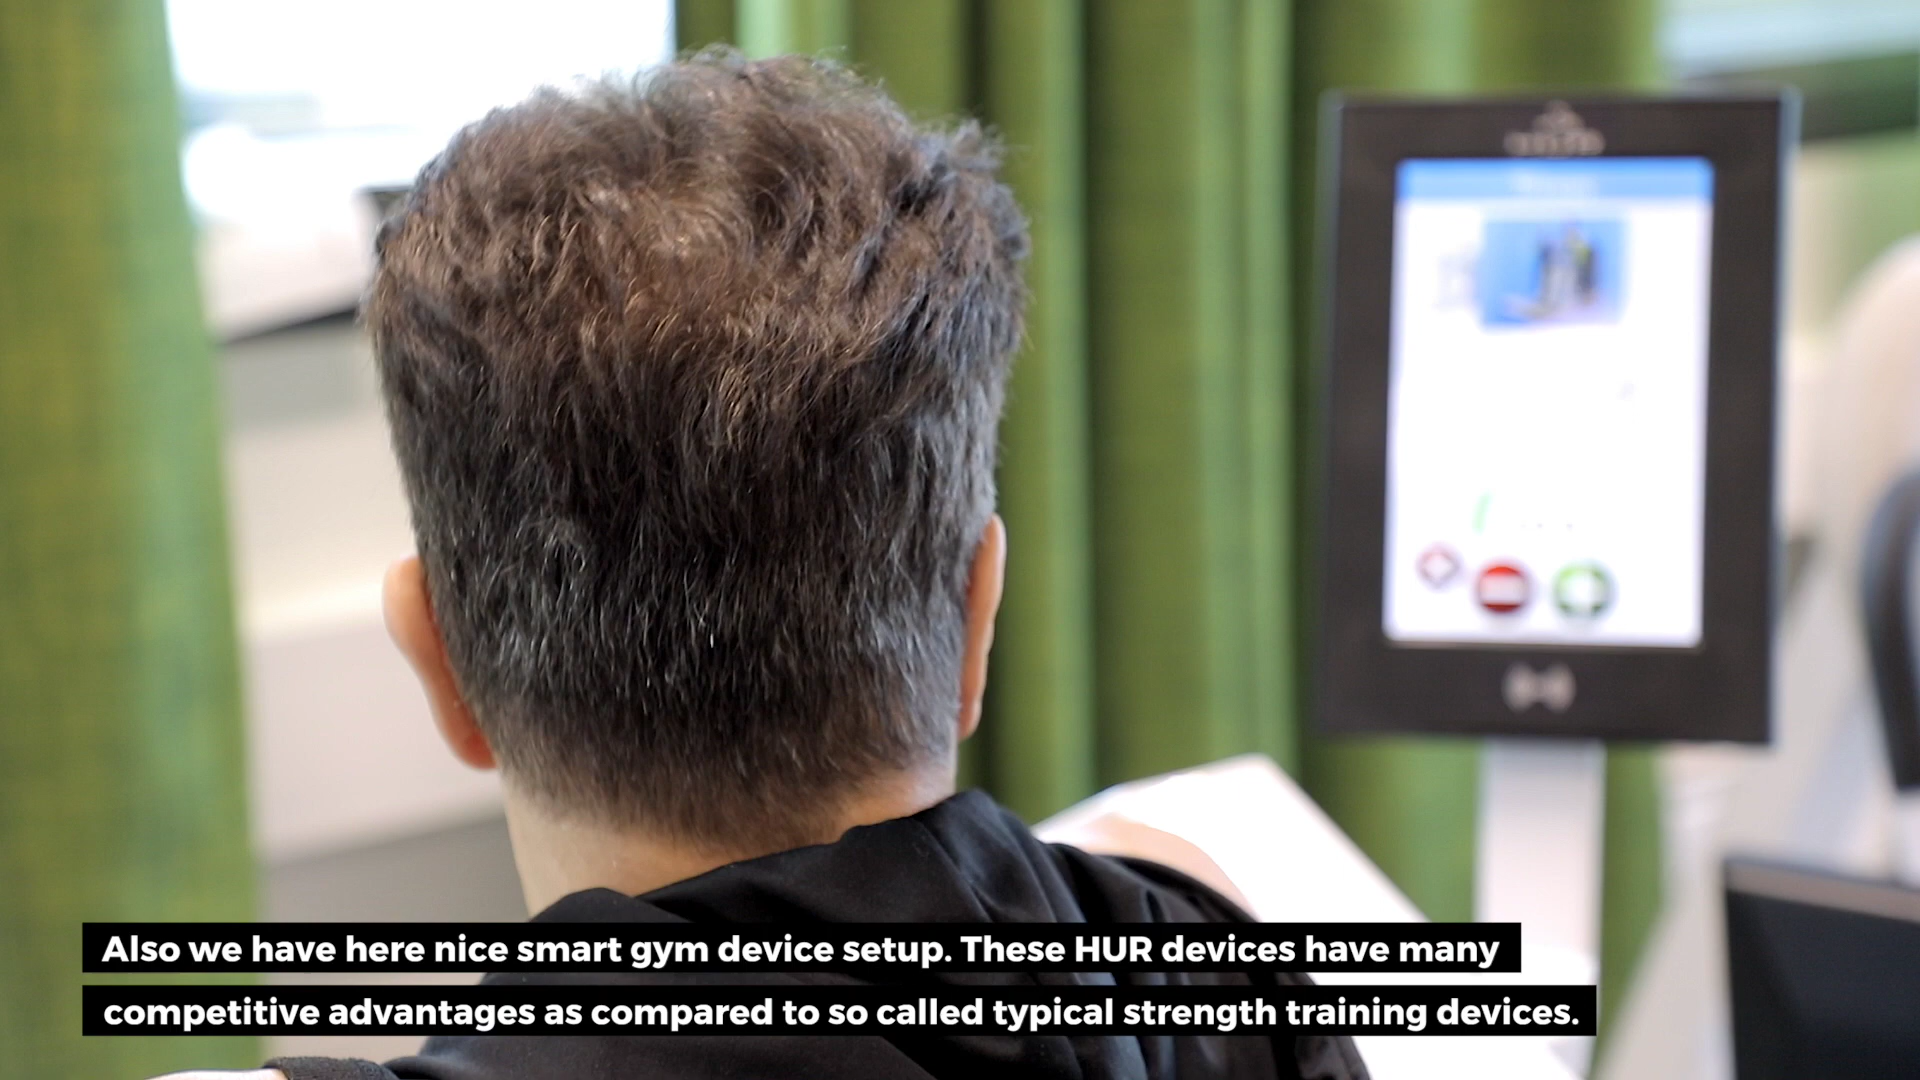 Also we have here nice smart gym device setup. These HUR devices have many
competitive advantages as compared to so called typical strength training devices.